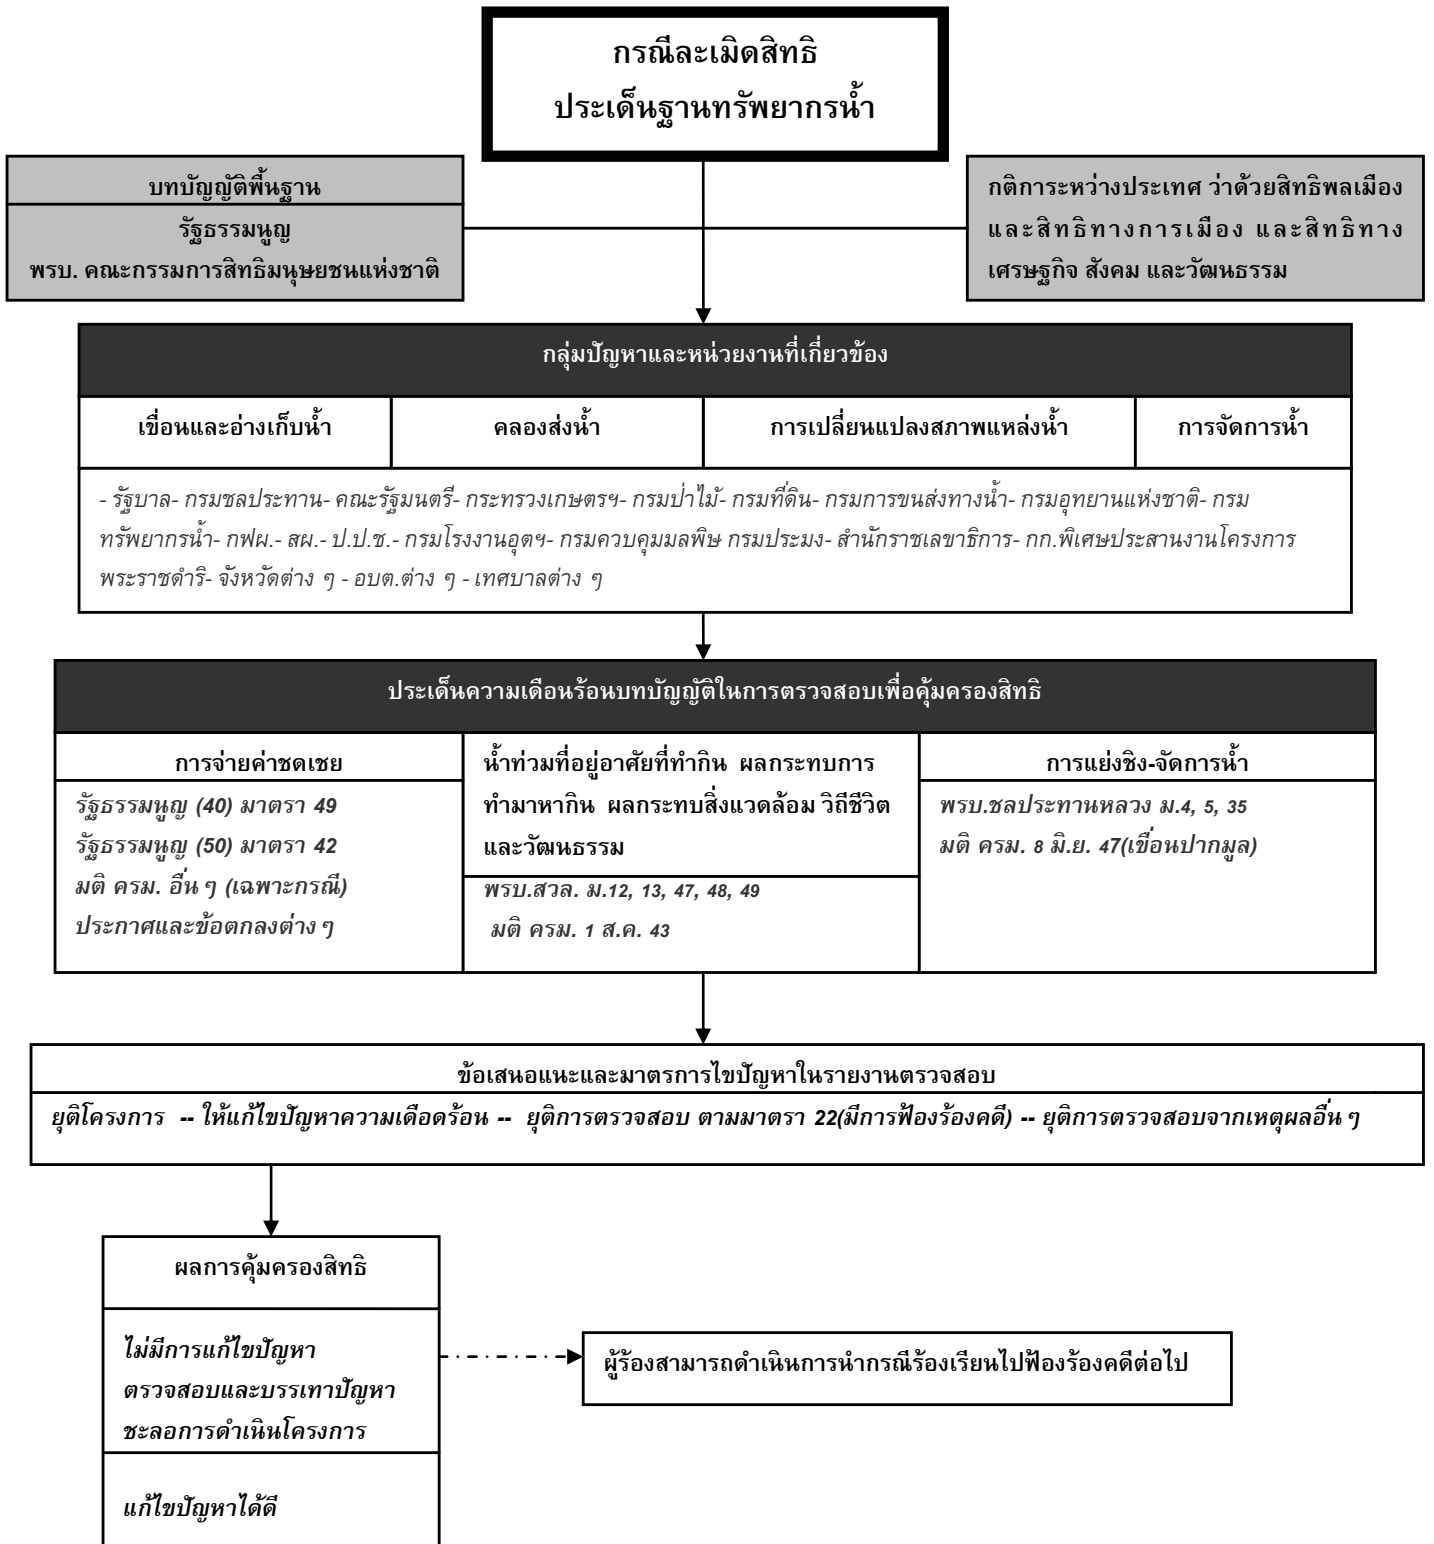 กรณีละเมิดสิทธิ
ประเด็นฐานทรัพยากรน้ำ
บทบัญญัติพื้นฐาน
รัฐธรรมนูญ
พรบ. คณะกรรมการสิทธิมนุษยชนแห่งชาติ
กติการะหว่างประเทศ ว่าด้วยสิทธิพลเมือง
และสิทธิทางการเมือง และสิทธิทาง
เศรษฐกิจ สังคม และวัฒนธรรม
กลุ่มปัญหาและหน่วยงานที่เกี่ยวข้อง
เขื่อนและอ่างเก็บน้ำ
คลองส่งน้ำ
การเปลี่ยนแปลงสภาพแหล่งน้ำ
การจัดการน้ำ
- รัฐบาล- กรมชลประทาน- คณะรัฐมนตรี- กระทรวงเกษตรฯ- กรมป่าไม้- กรมที่ดิน- กรมการขนส่งทางน้ำ- กรมอุทยานแห่งชาติ- กรม
ทรัพยากรน้ำ- กฟผ.- สผ.- ป.ป.ช.- กรมโรงงานอุตฯ- กรมควบคุมมลพิษ กรมประมง- สำนักราชเลขาธิการ- กก.พิเศษประสานงานโครงการ
พระราชดำริ- จังหวัดต่าง ๆ - อบต.ต่าง ๆ - เทศบาลต่าง ๆ
ประเด็นความเดือนร้อนบทบัญญัติในการตรวจสอบเพื่อคุ้มครองสิทธิ
การจ่ายค่าชดเชย
รัฐธรรมนูญ (40) มาตรา 49
รัฐธรรมนูญ (50) มาตรา 42
มติ ครม. อื่น ๆ (เฉพาะกรณี)
ประกาศและข้อตกลงต่าง ๆ
น้ำท่วมที่อยู่อาศัยที่ทำกิน ผลกระทบการ
ทำมาหากิน ผลกระทบสิ่งแวดล้อม วิถีชีวิต
และวัฒนธรรม
พรบ.สวล. ม.12, 13, 47, 48, 49
มติ ครม. 1 ส.ค. 43
การแย่งชิง-จัดการน้ำ
พรบ.ชลประทานหลวง ม.4, 5, 35
มติ ครม. 8 มิ.ย. 47(เขื่อนปากมูล)
ข้อเสนอแนะและมาตรการไขปัญหาในรายงานตรวจสอบ
ยุติโครงการ -- ให้แก้ไขปัญหาความเดือดร้อน -- ยุติการตรวจสอบ ตามมาตรา 22(มีการฟ้องร้องคดี) -- ยุติการตรวจสอบจากเหตุผลอื่น ๆ
ผลการคุ้มครองสิทธิ
ไม่มีการแก้ไขปัญหา
ตรวจสอบและบรรเทาปัญหา
ชะลอการดำเนินโครงการ
แก้ไขปัญหาได้ดี
ผู้ร้องสามารถดำเนินการนำกรณีร้องเรียนไปฟ้องร้องคดีต่อไป